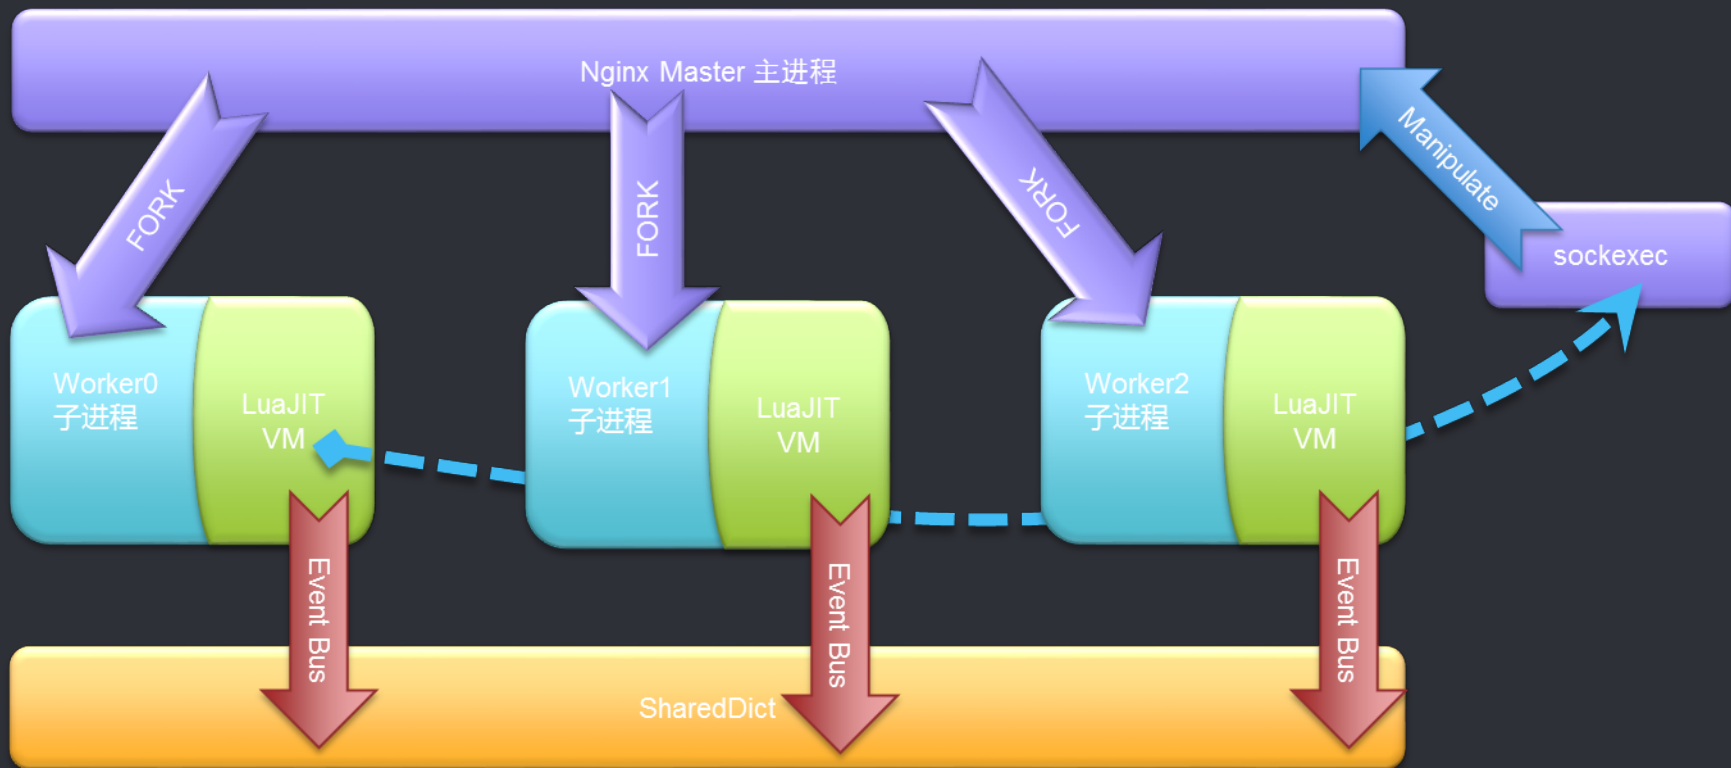 Nginx Master 主进程
FORK
FORK
FORK
Manipulate
sockexec
Worker0
子进程
LuaJIT
VM
Worker1
子进程
LuaJIT
VM
Worker2
子进程
LuaJIT
VM
Event Bus
Event Bus
Event Bus
SharedDict